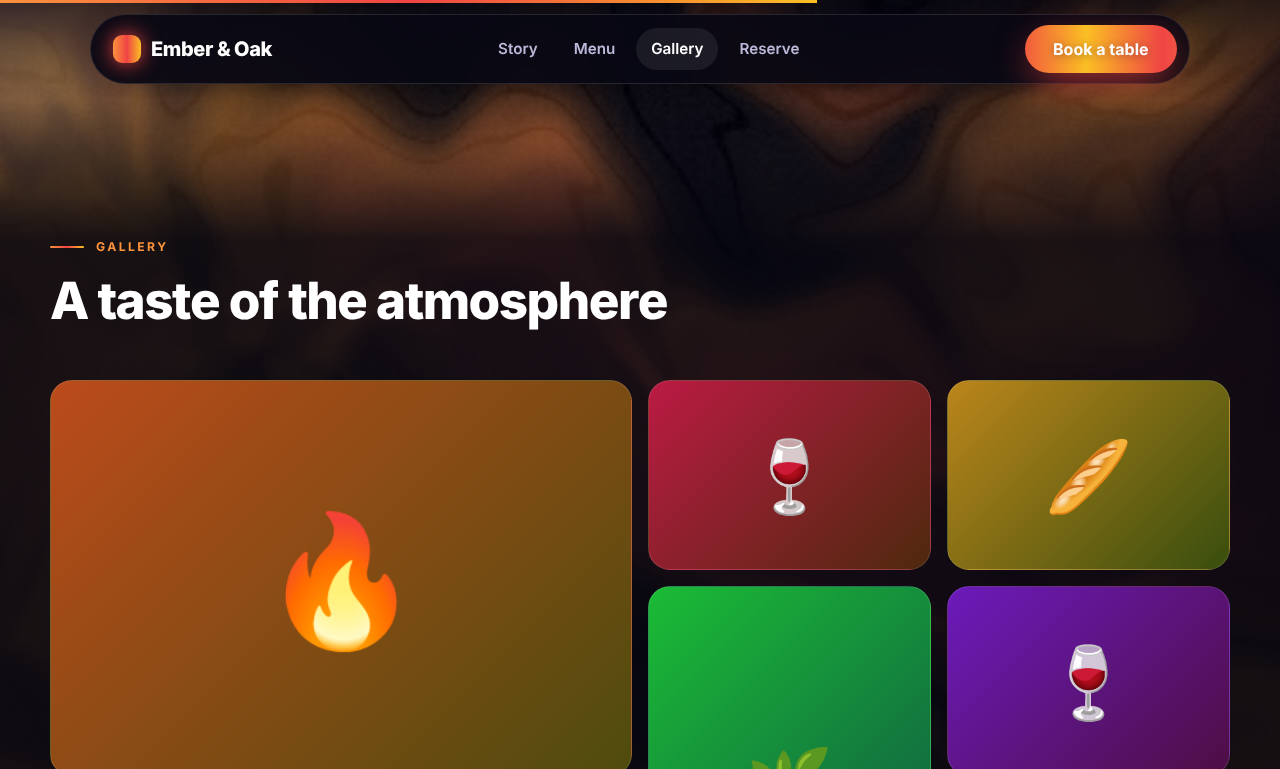 Ember & Oak
Story
Menu
Gallery
Reserve
Book a table
GALLERY
A taste of the atmosphere